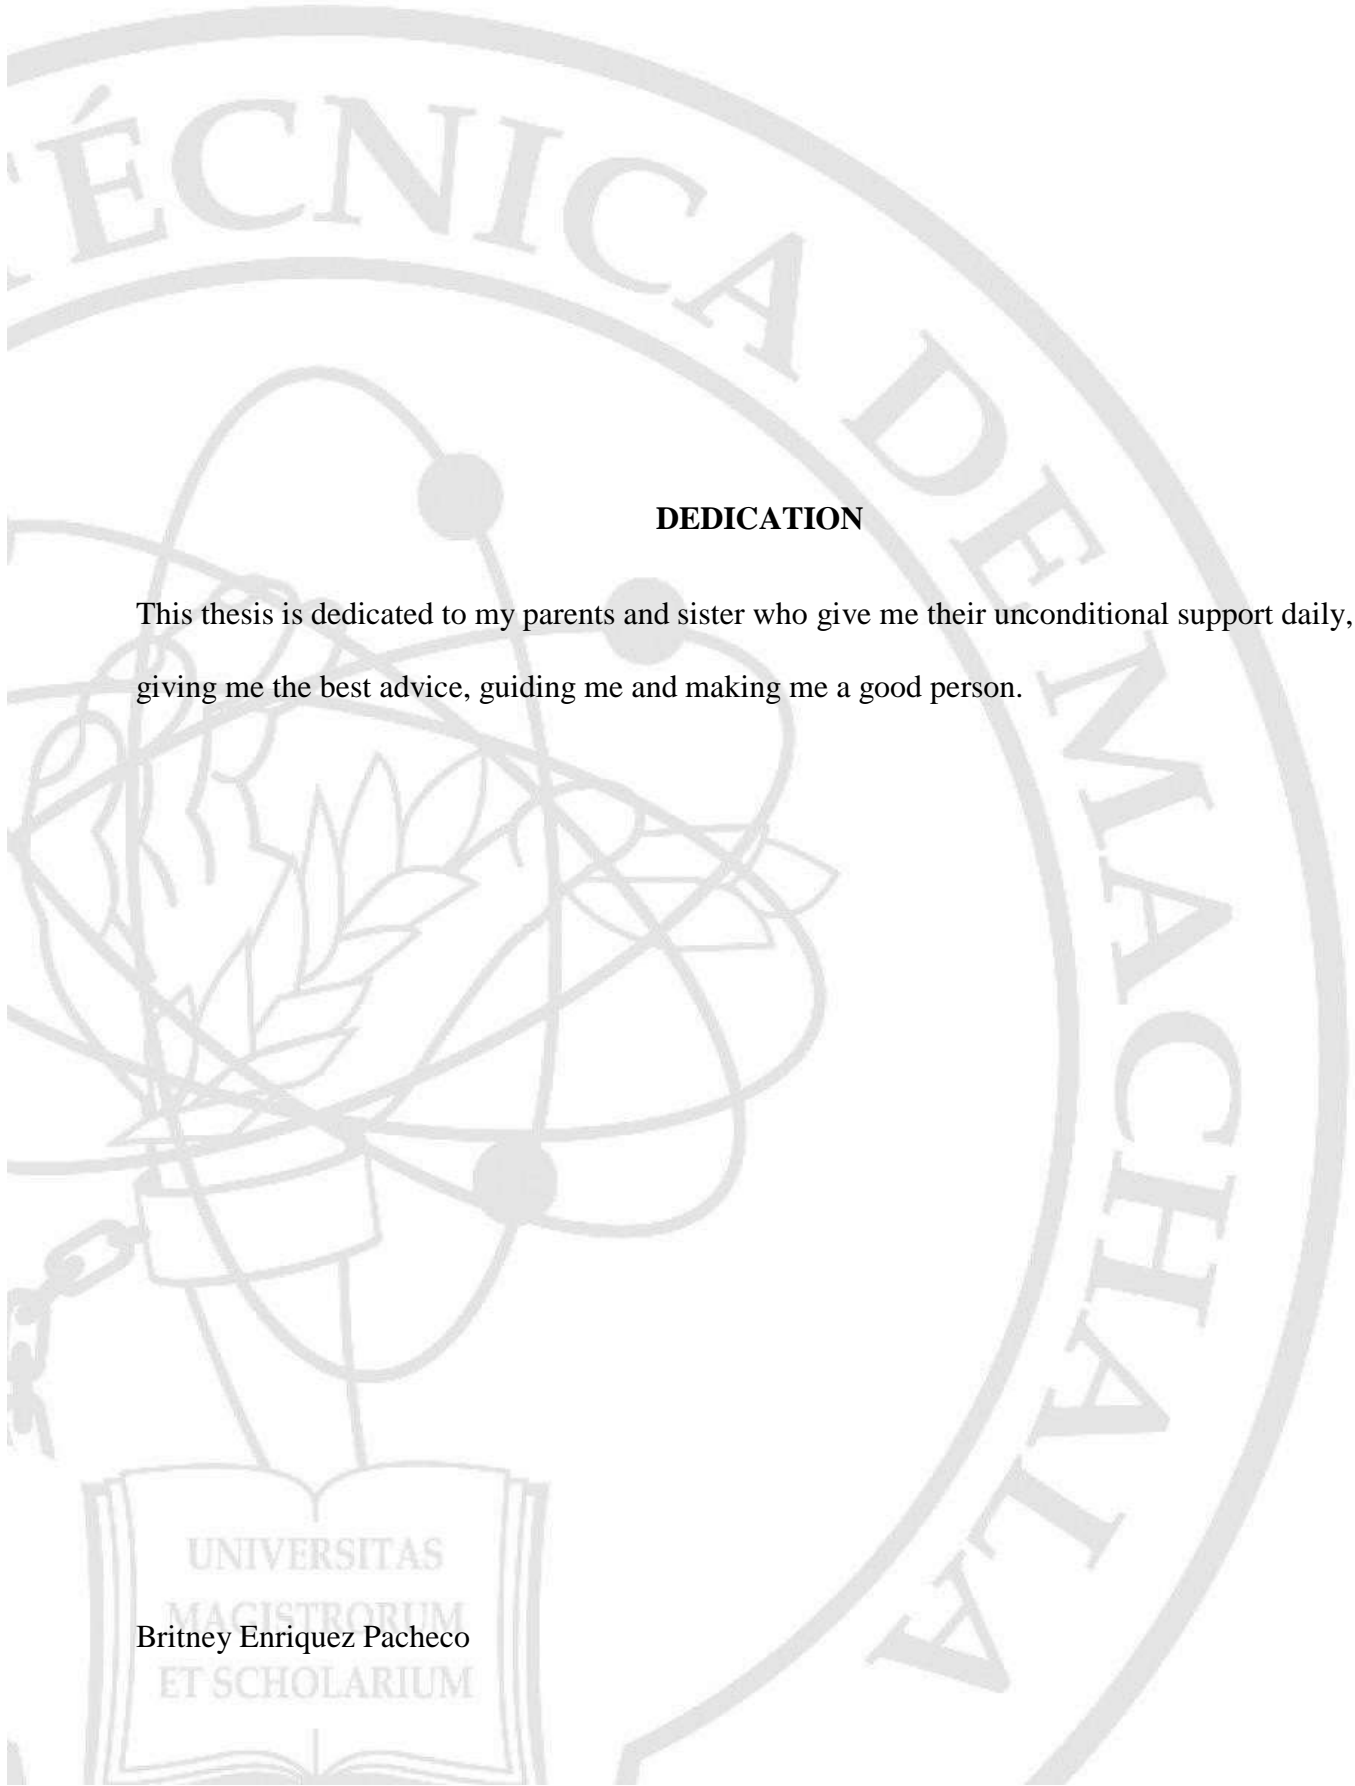 TÉCNICA DE MACHALA
DEDICATION
This thesis is dedicated to my parents and sister who give me their unconditional support daily,
giving me the best advice, guiding me and making me a good person.
UNIVERSITAS
MAGISTRORUM
Britney Enriquez Pacheco
ET SCHOLARIUM